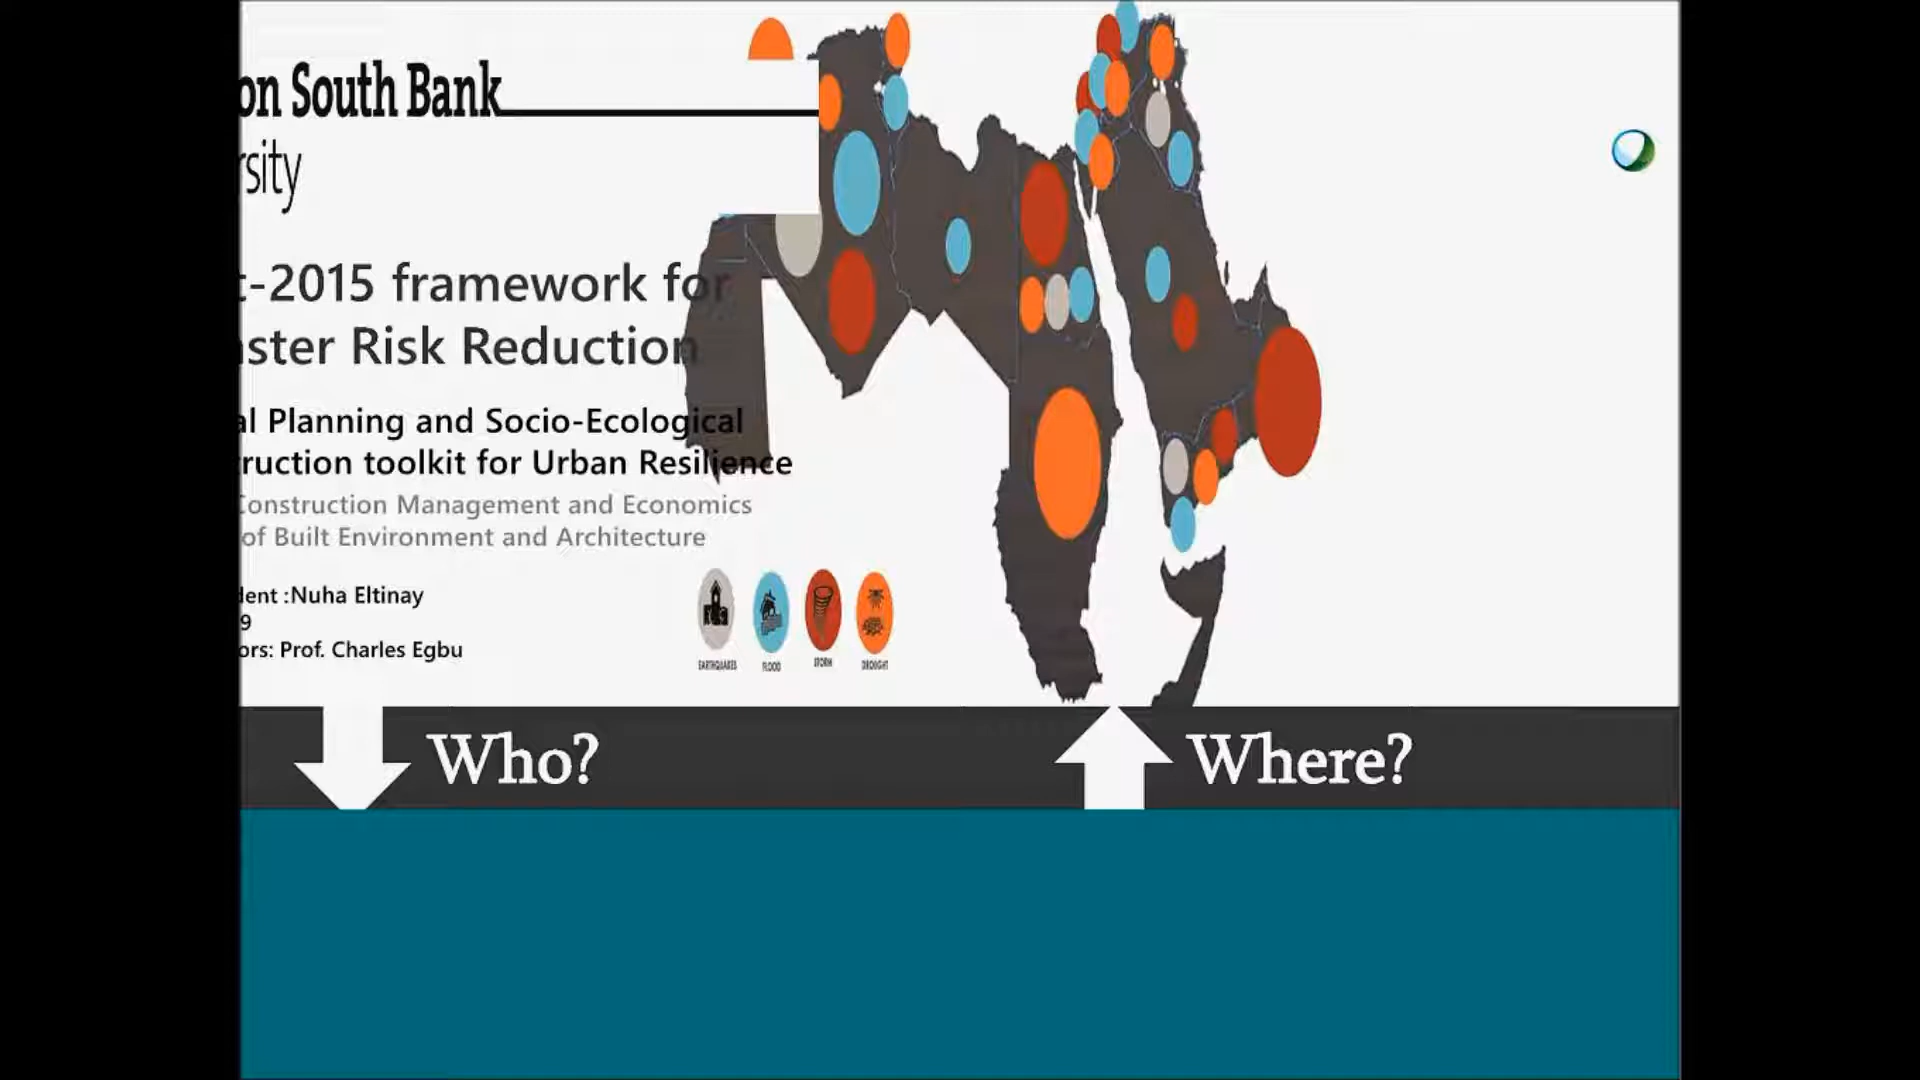 on South Bank
rsity
t-2015 framework for
aster Risk Reduction
al Planning and Socio-Ecological
ruction toolkit for Urban Resilience
Construction Management and Economics
of Built Environment and Architecture
dent :Nuha Eltinay
9
ors: Prof. Charles Egbu
EARTHQUAKES
FLOOD
STORM
DROUGHT
Who?
Where?